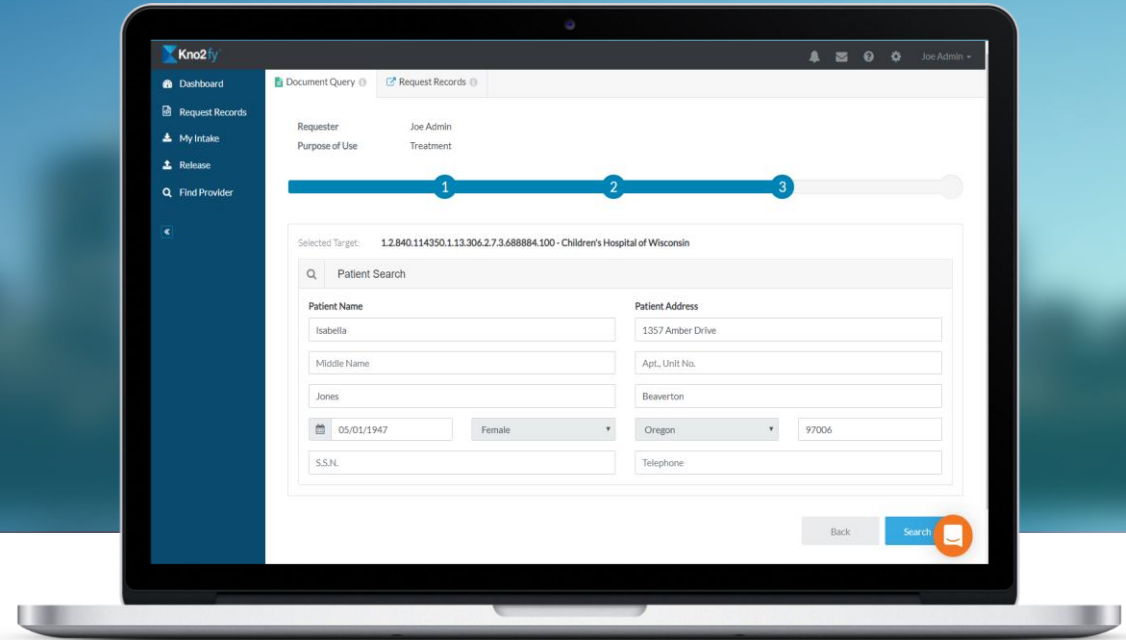 Kno2fy
Joe Admin
Dashboard
Request Records
My Intake
Release
Find Provider
Document Query
Request Records
Requester Joe Admin
Purpose of Use Treatment
1 2 3
Selected Target: 1.2.840.114350.1.13.306.2.7.3.688884.100 - Children's Hospital of Wisconsin
Patient Search
Patient Name Patient Address
Isabella 1357 Amber Drive
Middle Name Apt., Unit No.
Jones Beaverton
05/01/1947 Female Oregon 97006
S.S.N. Telephone
Back Search